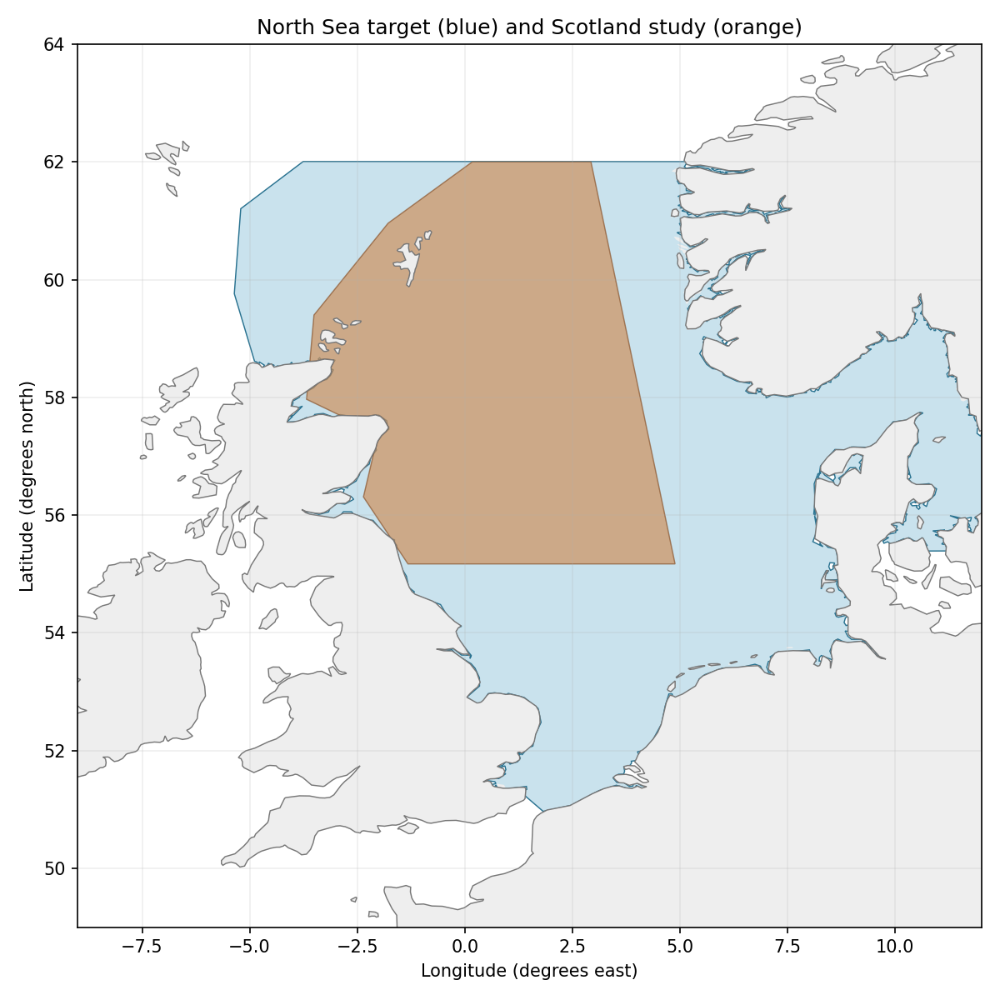 North Sea target (blue) and Scotland study (orange)
64
62
60
58
56
54
52
50
Latitude (degrees north)
−7.5 −5.0 −2.5 0.0 2.5 5.0 7.5 10.0
Longitude (degrees east)